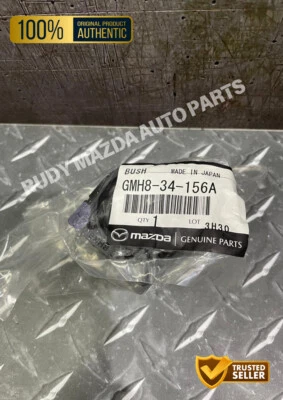 100%
ORIGINAL PRODUCT
AUTHENTIC
RUDY MAZDA AUTO PARTS
BUSH MADE IN JAPAN
GMH8-34-156A
QTY 1 LOT 3H30
mazda GENUINE PARTS
TRUSTED
SELLER